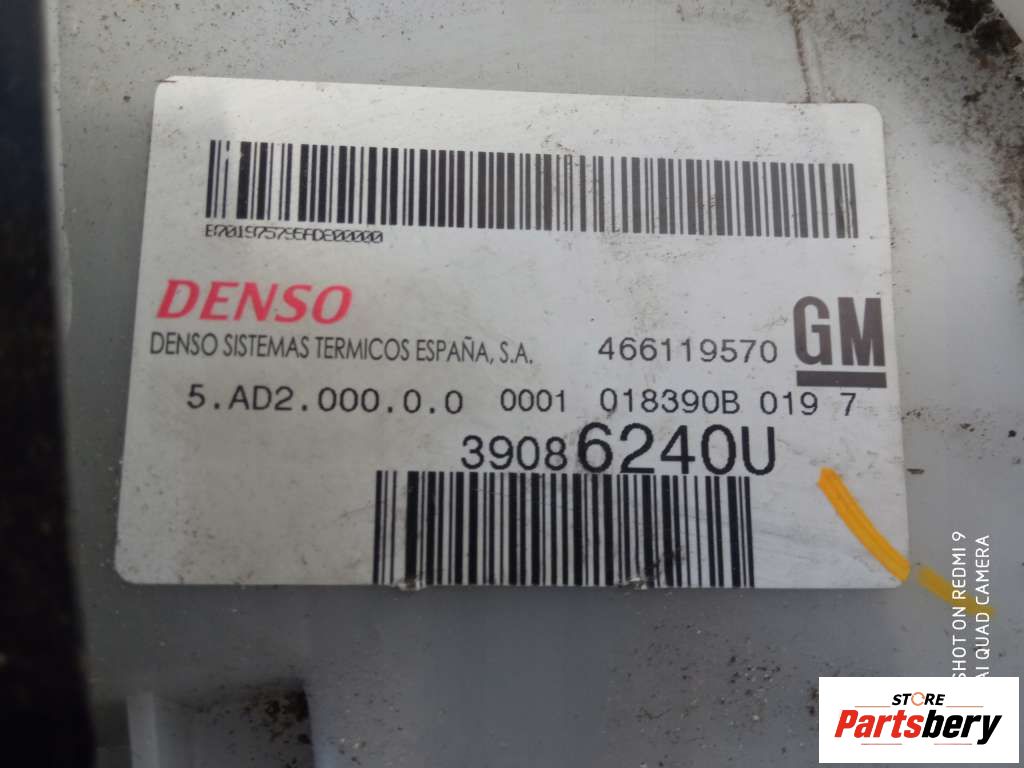 DENSO
DENSO SISTEMAS TERMICOS ESPAÑA, S.A. 466119570 GM
5.AD2.000.0.0 0001 018390B 019 7
39086240U
SHOT ON REDMI 9
AI QUAD CAMERA
STORE
Partsbery